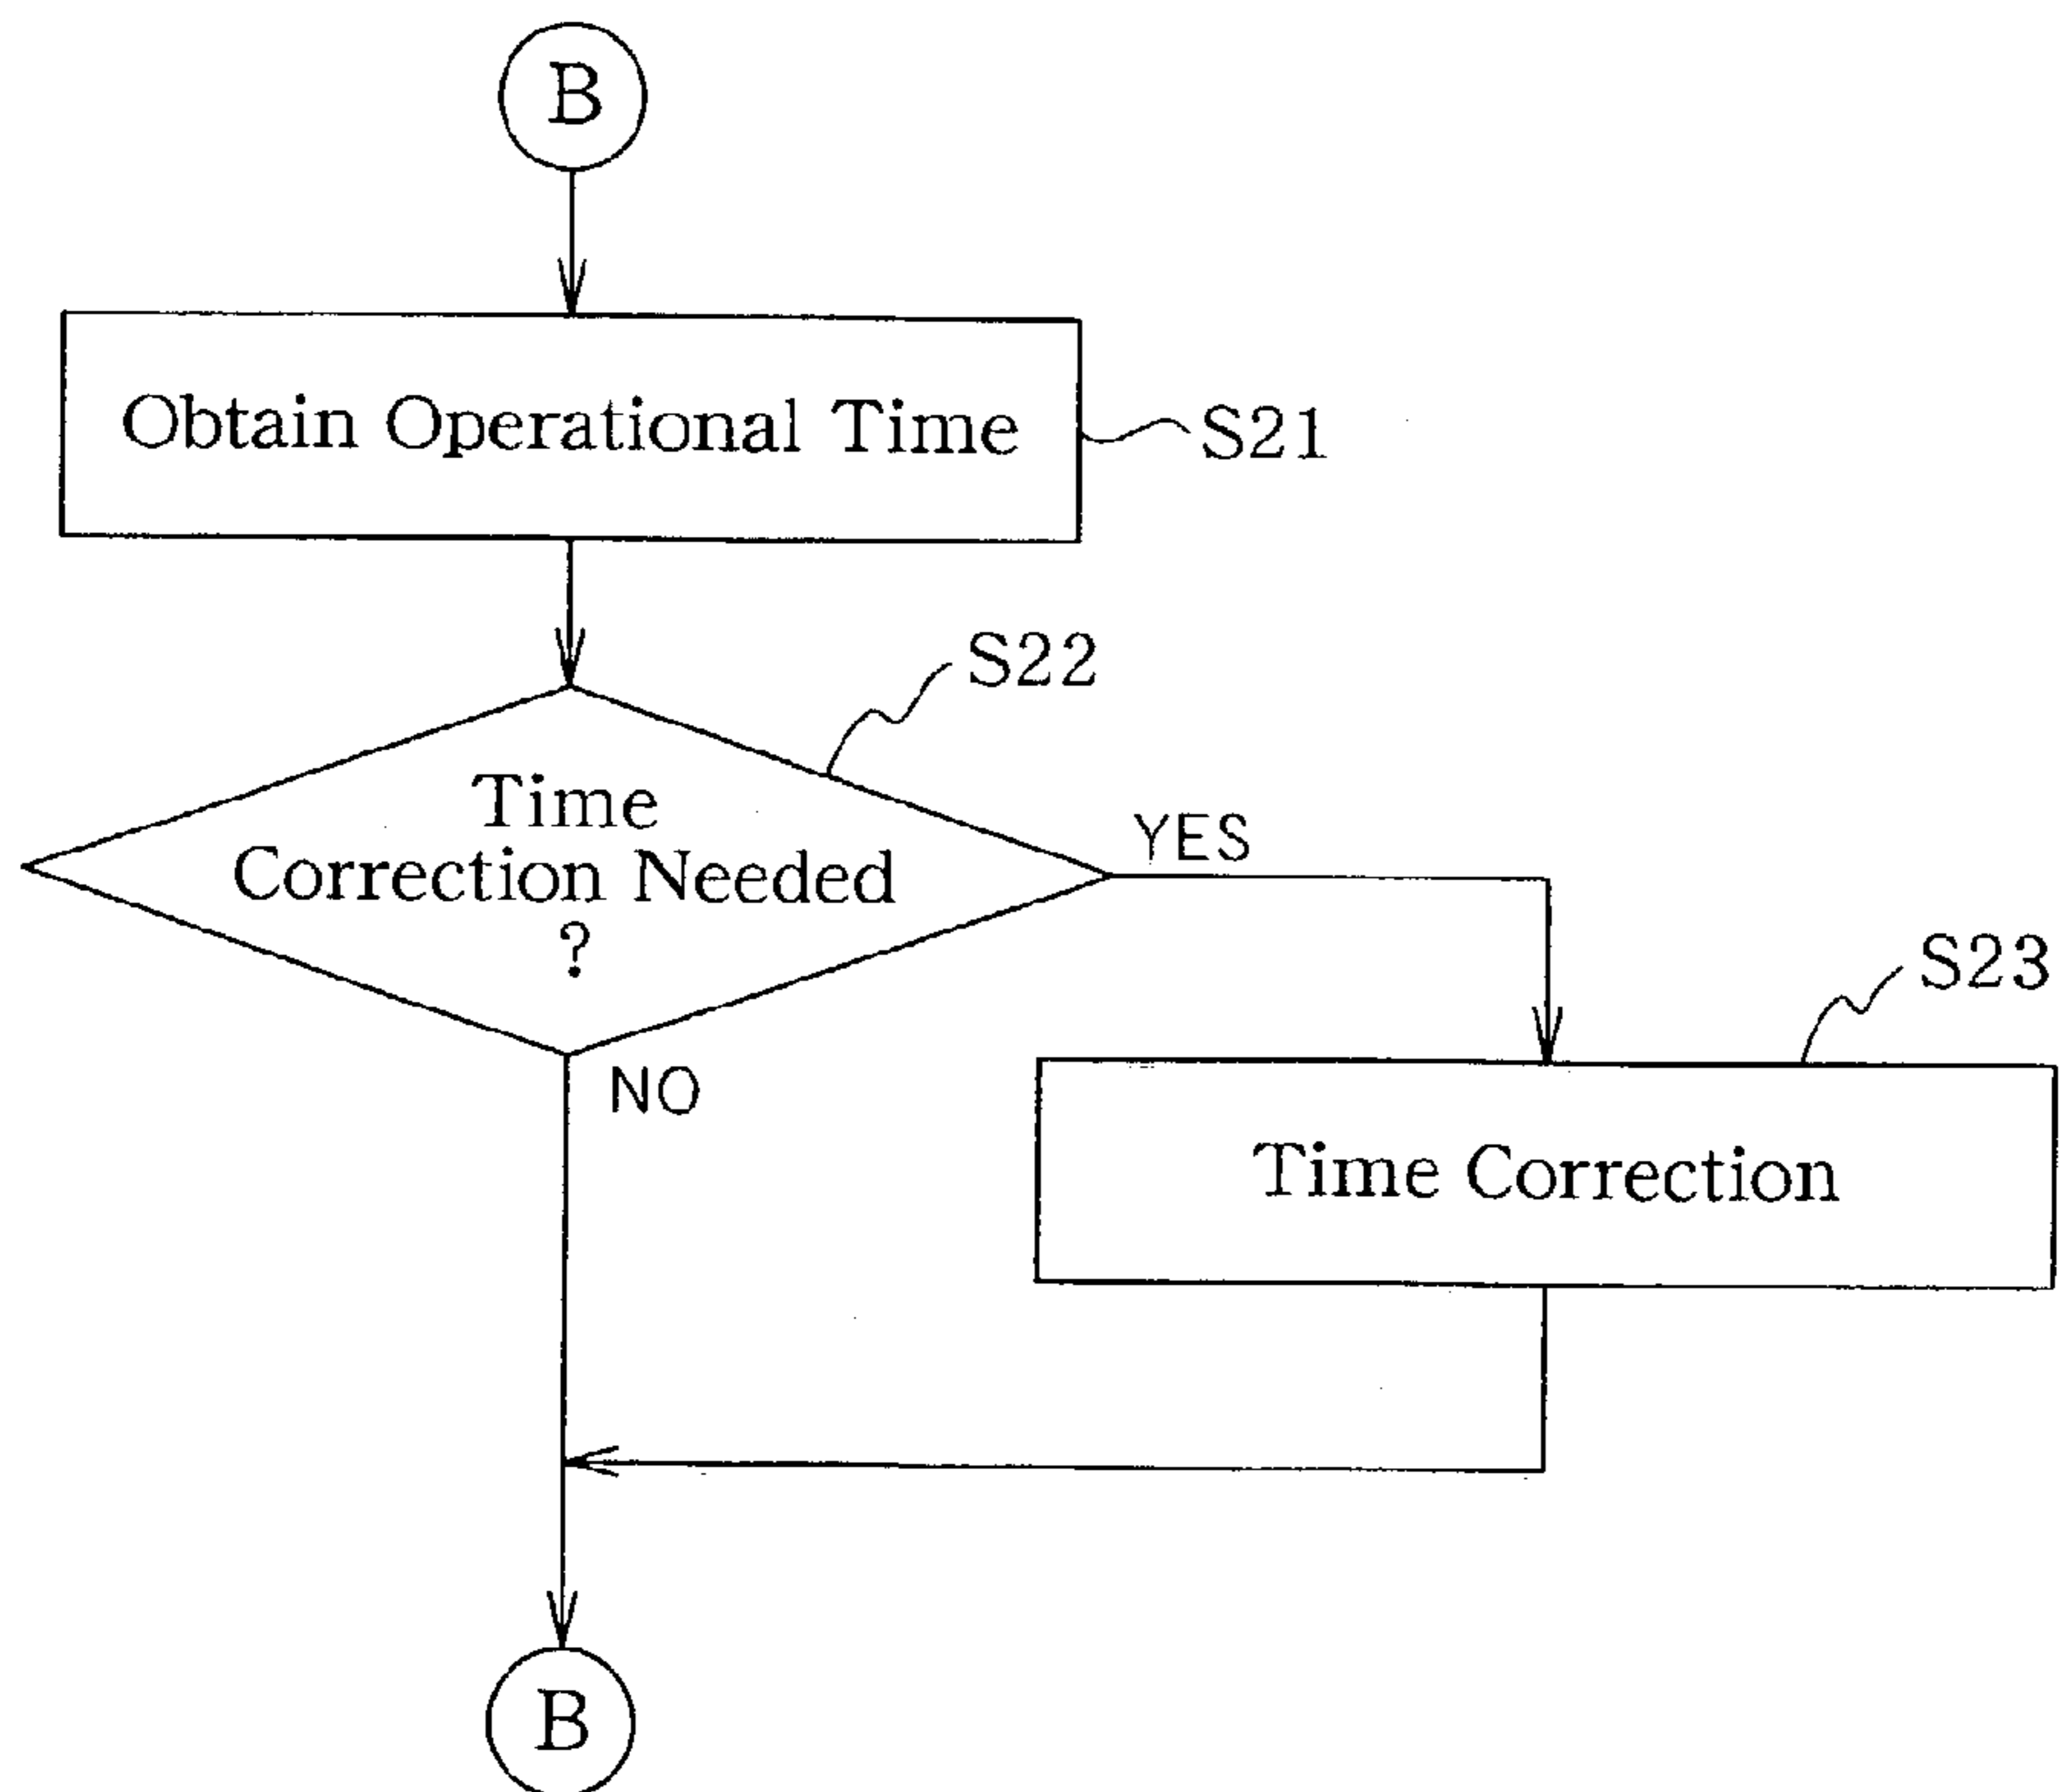 B
Obtain Operational Time
S21
S22
Time
Correction Needed
?
YES
S23
NO
Time Correction
B